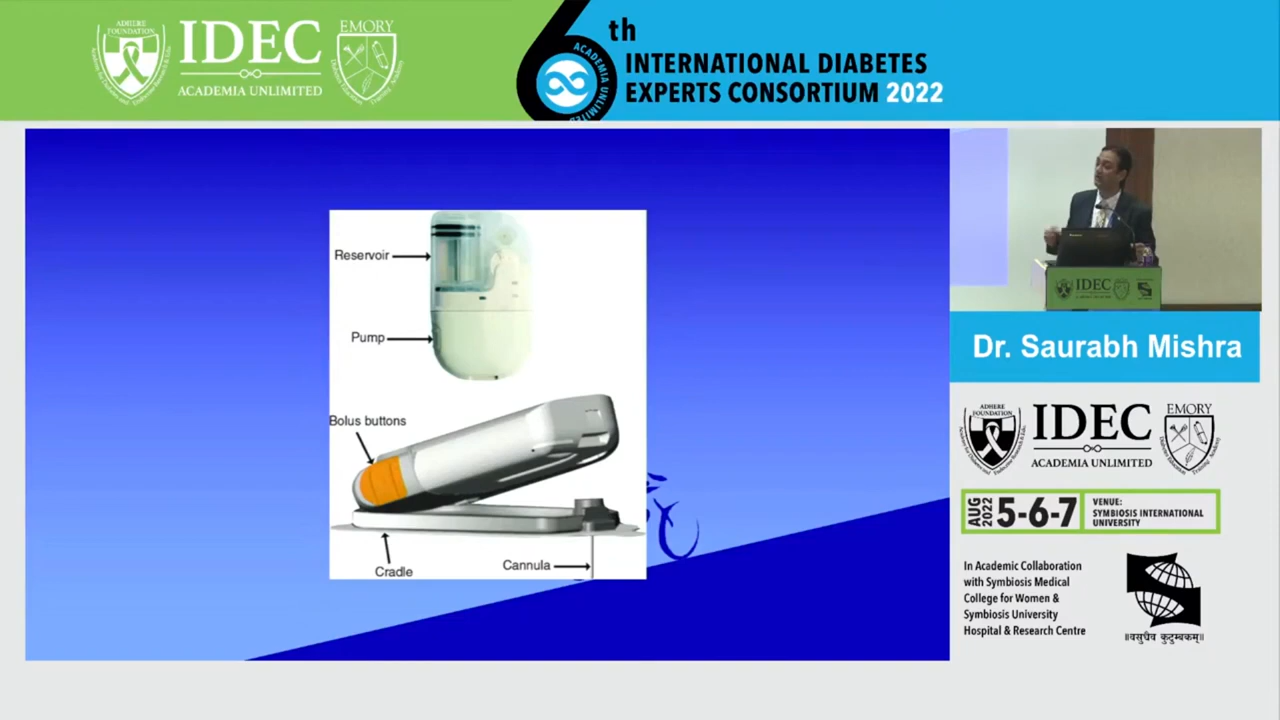 ADHERE
FOUNDATION
IDEC
ACADEMIA UNLIMITED
EMORY
6th
ACADEMIA UNLIMITED
INTERNATIONAL DIABETES
EXPERTS CONSORTIUM 2022
Reservoir
Pump
Bolus buttons
Cradle
Cannula
IDEC
Dr. Saurabh Mishra
ADHERE
FOUNDATION
IDEC
ACADEMIA UNLIMITED
EMORY
AUG
2022
5-6-7
VENUE:
SYMBIOSIS INTERNATIONAL
UNIVERSITY
In Academic Collaboration
with Symbiosis Medical
College for Women &
Symbiosis University
Hospital & Research Centre
॥वसुधैव कुटुम्बकम्॥